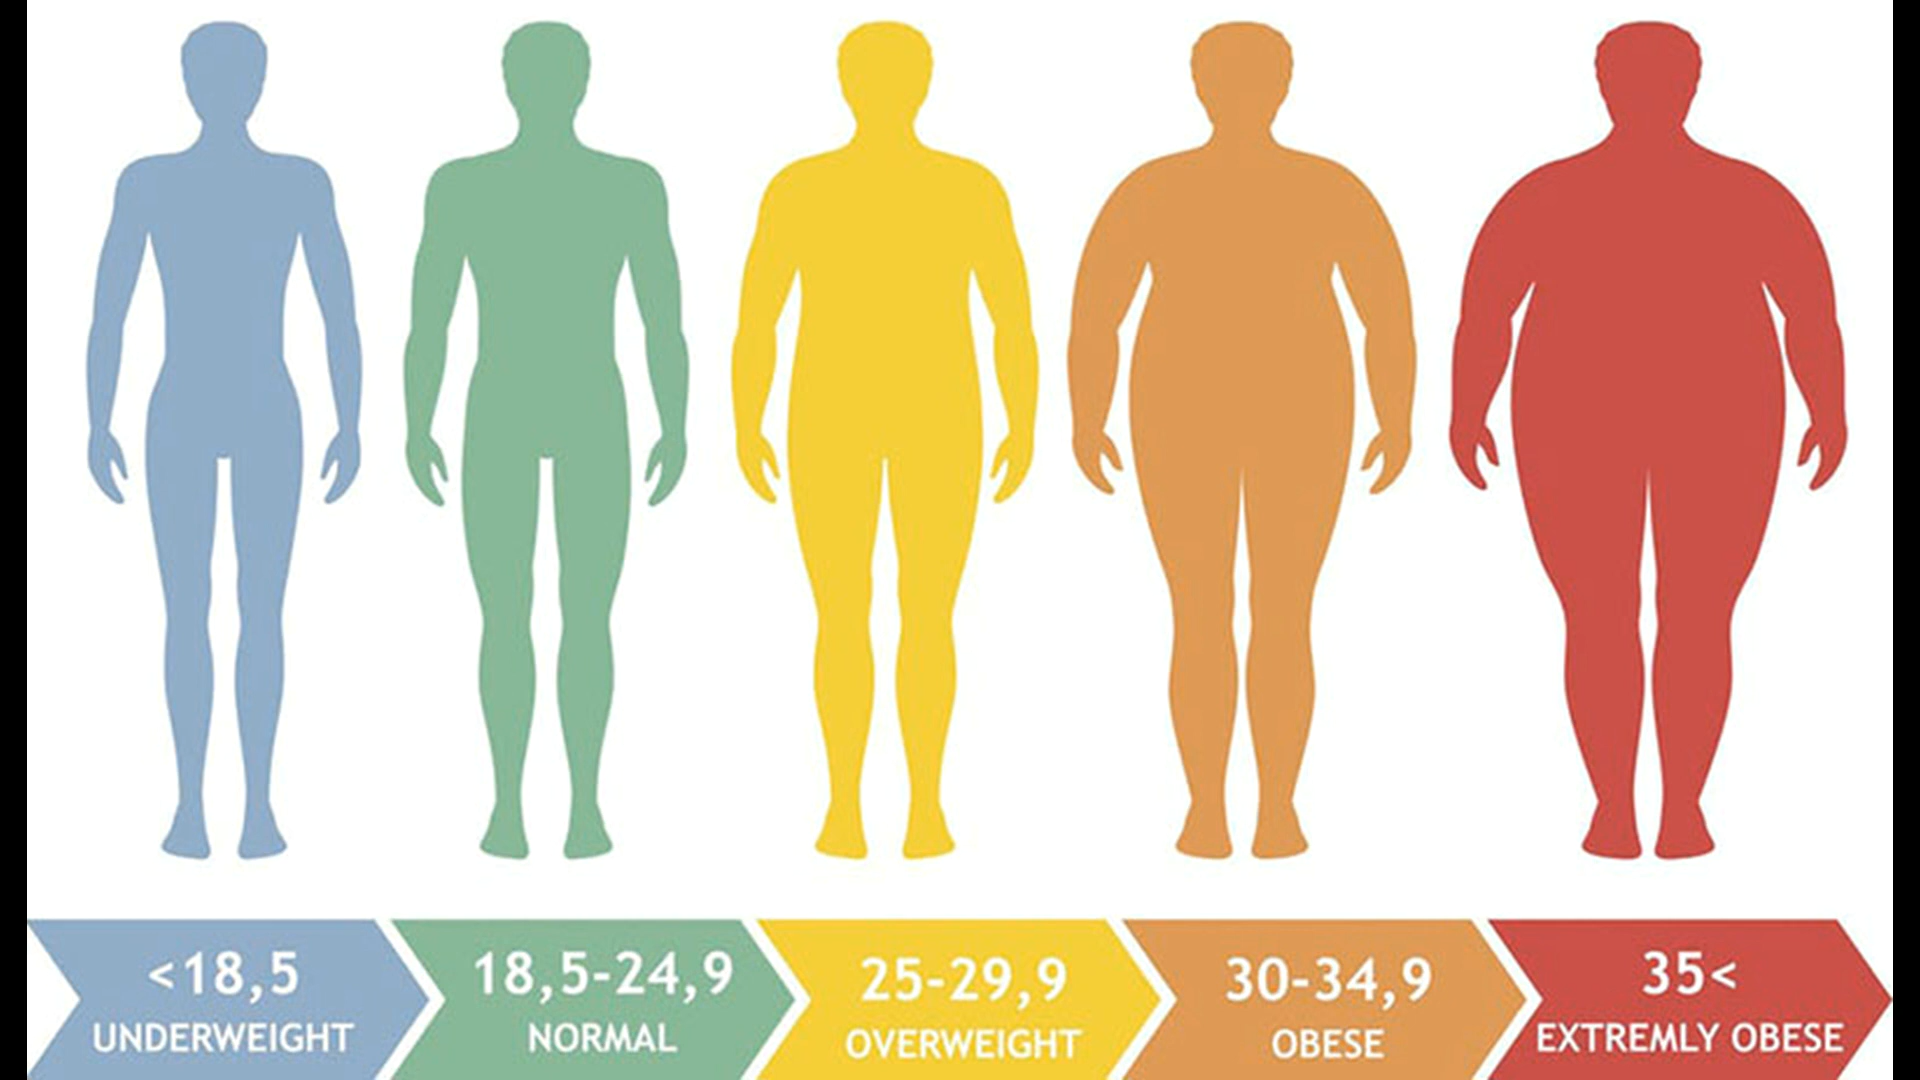 <18,5
UNDERWEIGHT
18,5-24,9
NORMAL
25-29,9
OVERWEIGHT
30-34,9
OBESE
35<
EXTREMLY OBESE